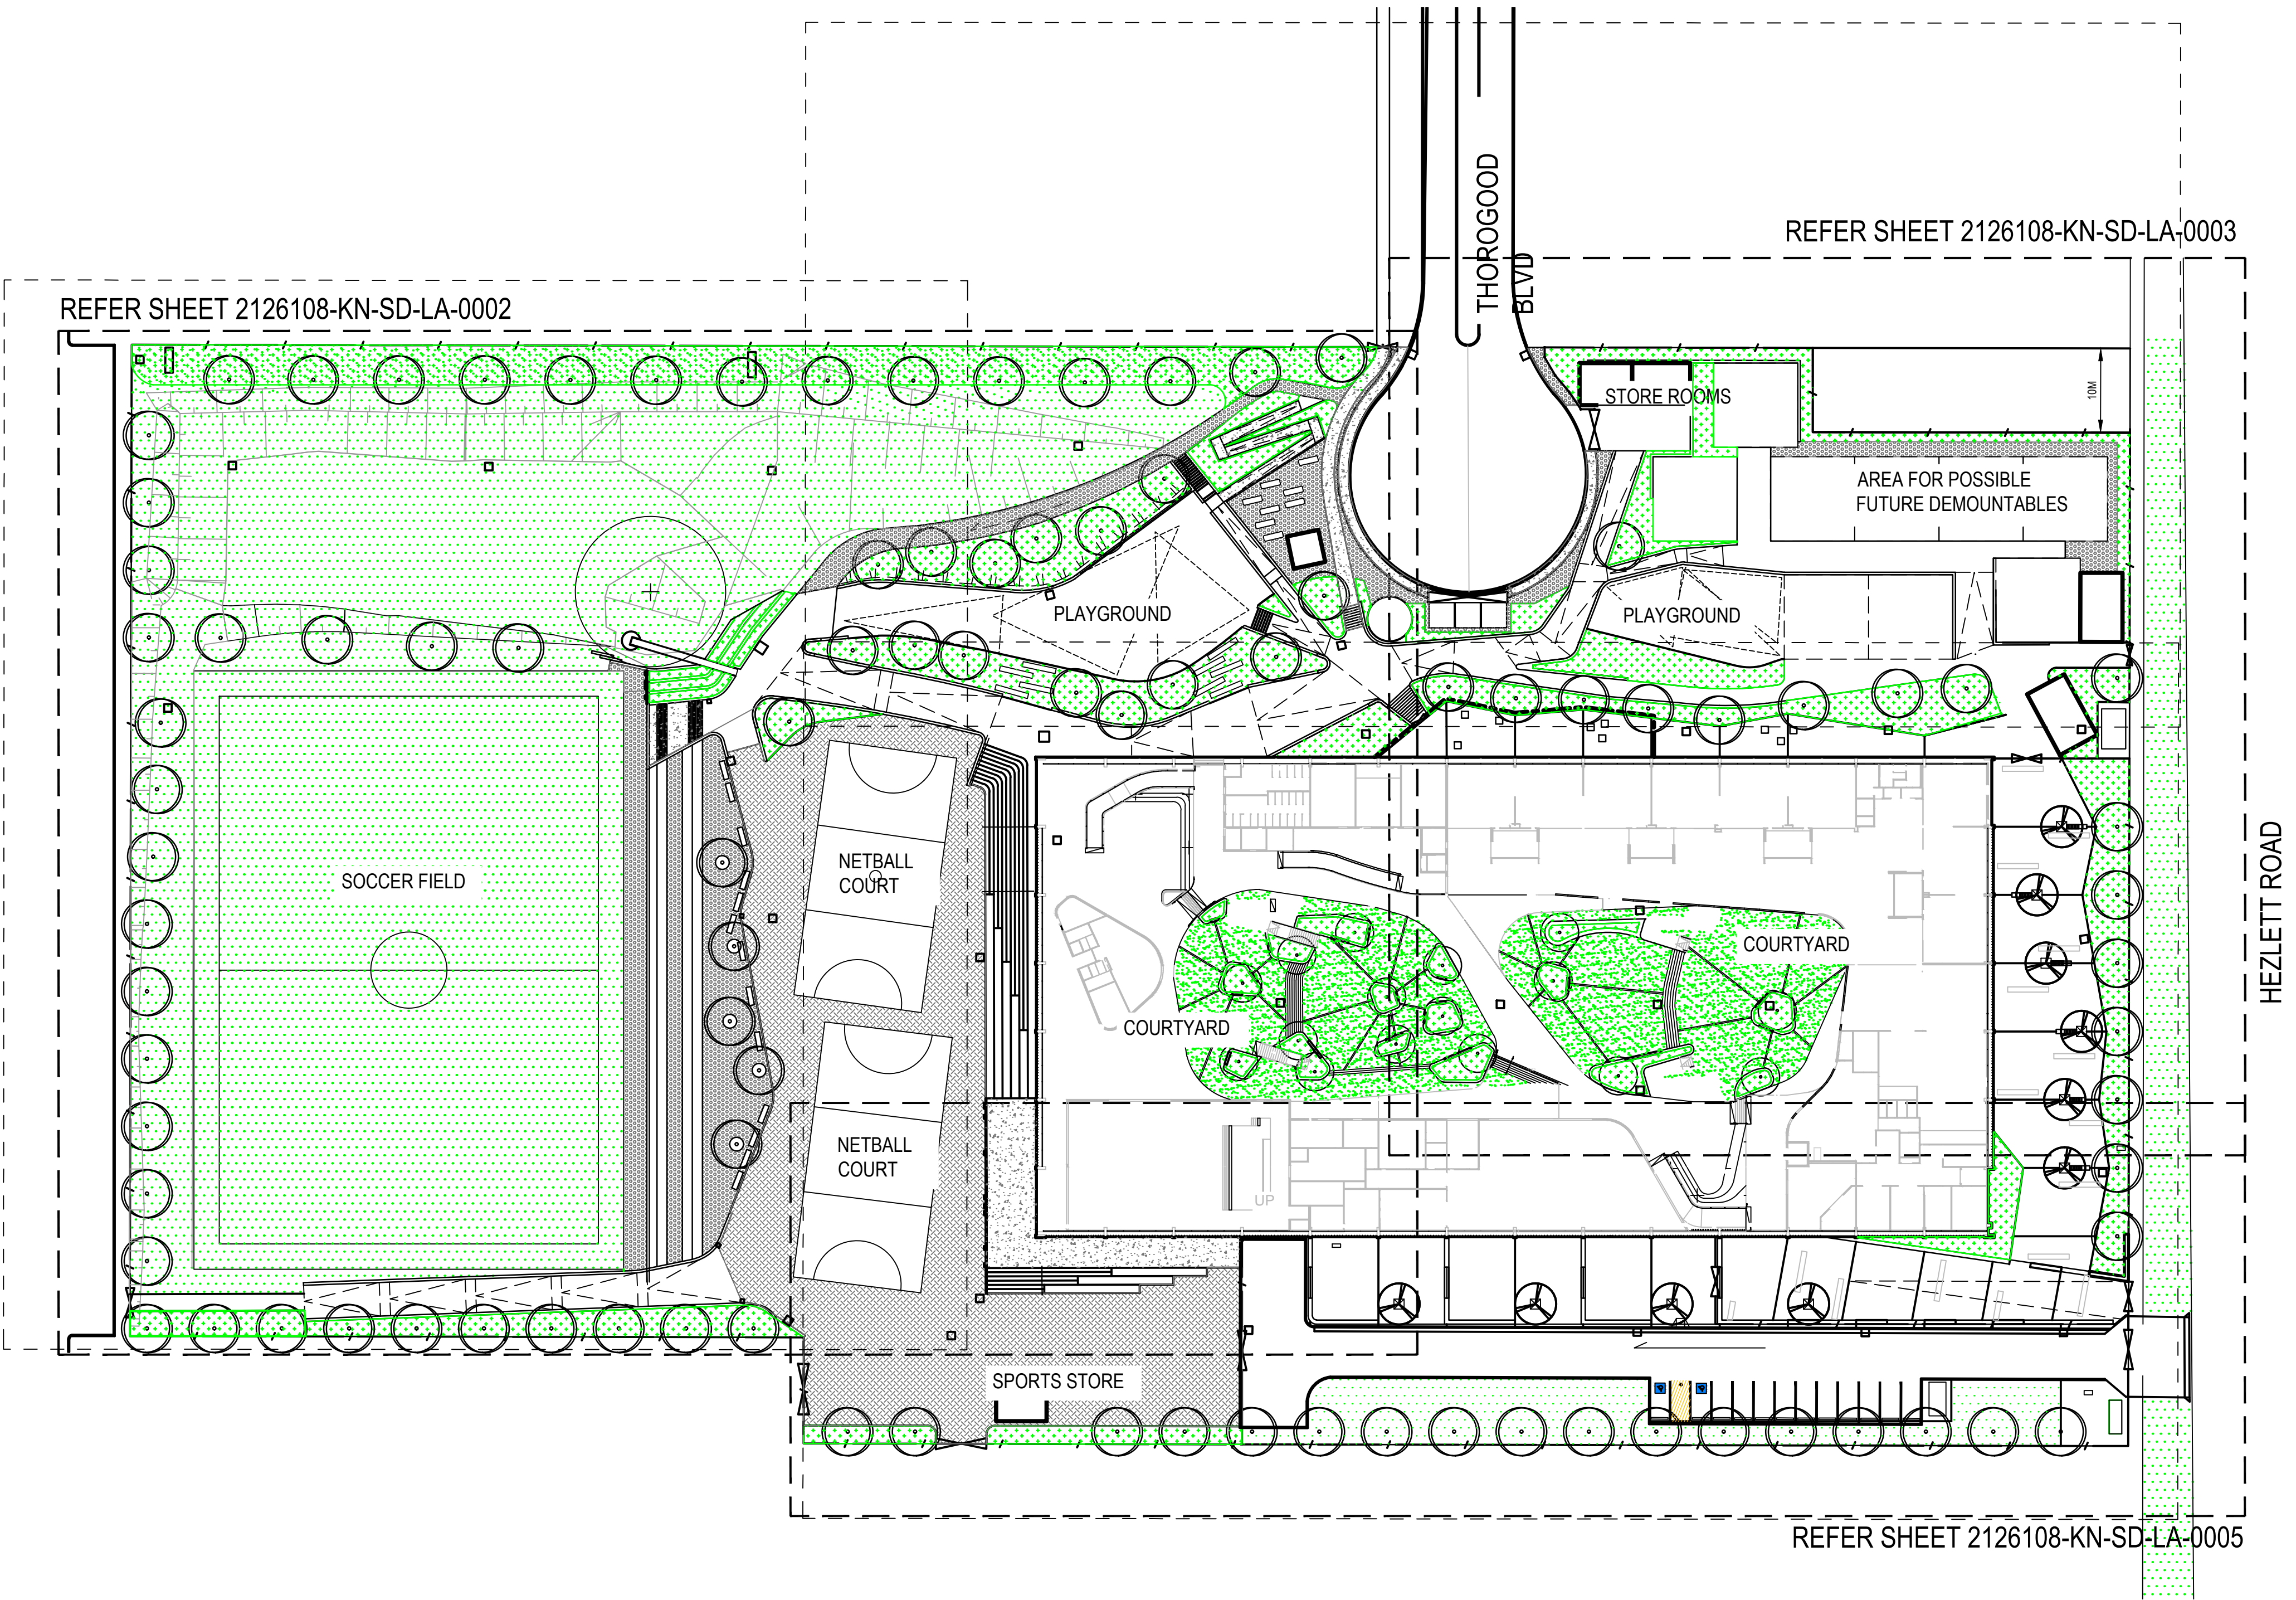 THOROGOOD
BLVD
REFER SHEET 2126108-KN-SD-LA-0003
REFER SHEET 2126108-KN-SD-LA-0002
STORE ROOMS
10M
AREA FOR POSSIBLE
FUTURE DEMOUNTABLES
PLAYGROUND
PLAYGROUND
NETBALL
COURT
SOCCER FIELD
COURTYARD
HEZLETT ROAD
COURTYARD
NETBALL
COURT
UP
SPORTS STORE
REFER SHEET 2126108-KN-SD-LA-0005